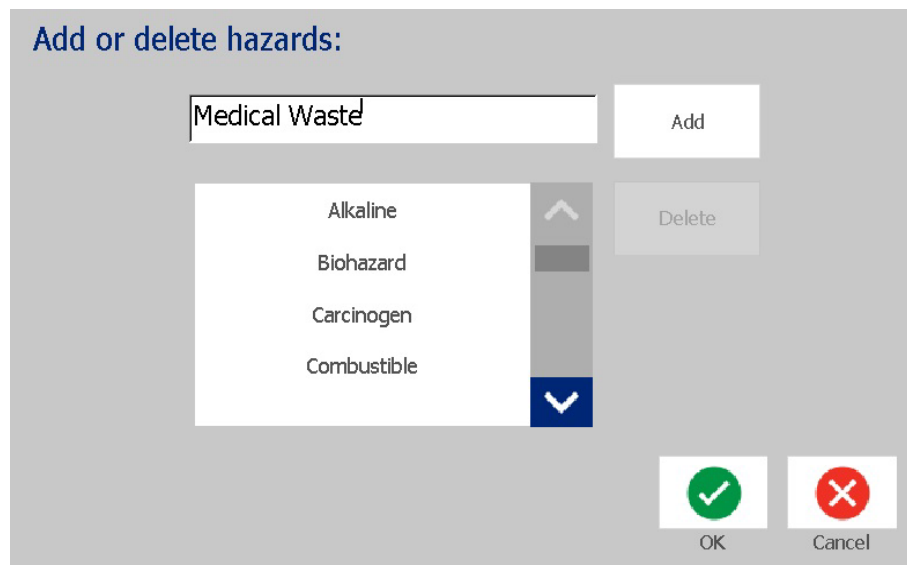 Add or delete hazards:
Medical Waste
Add
Alkaline
Delete
Biohazard
Carcinogen
Combustible
OK
Cancel